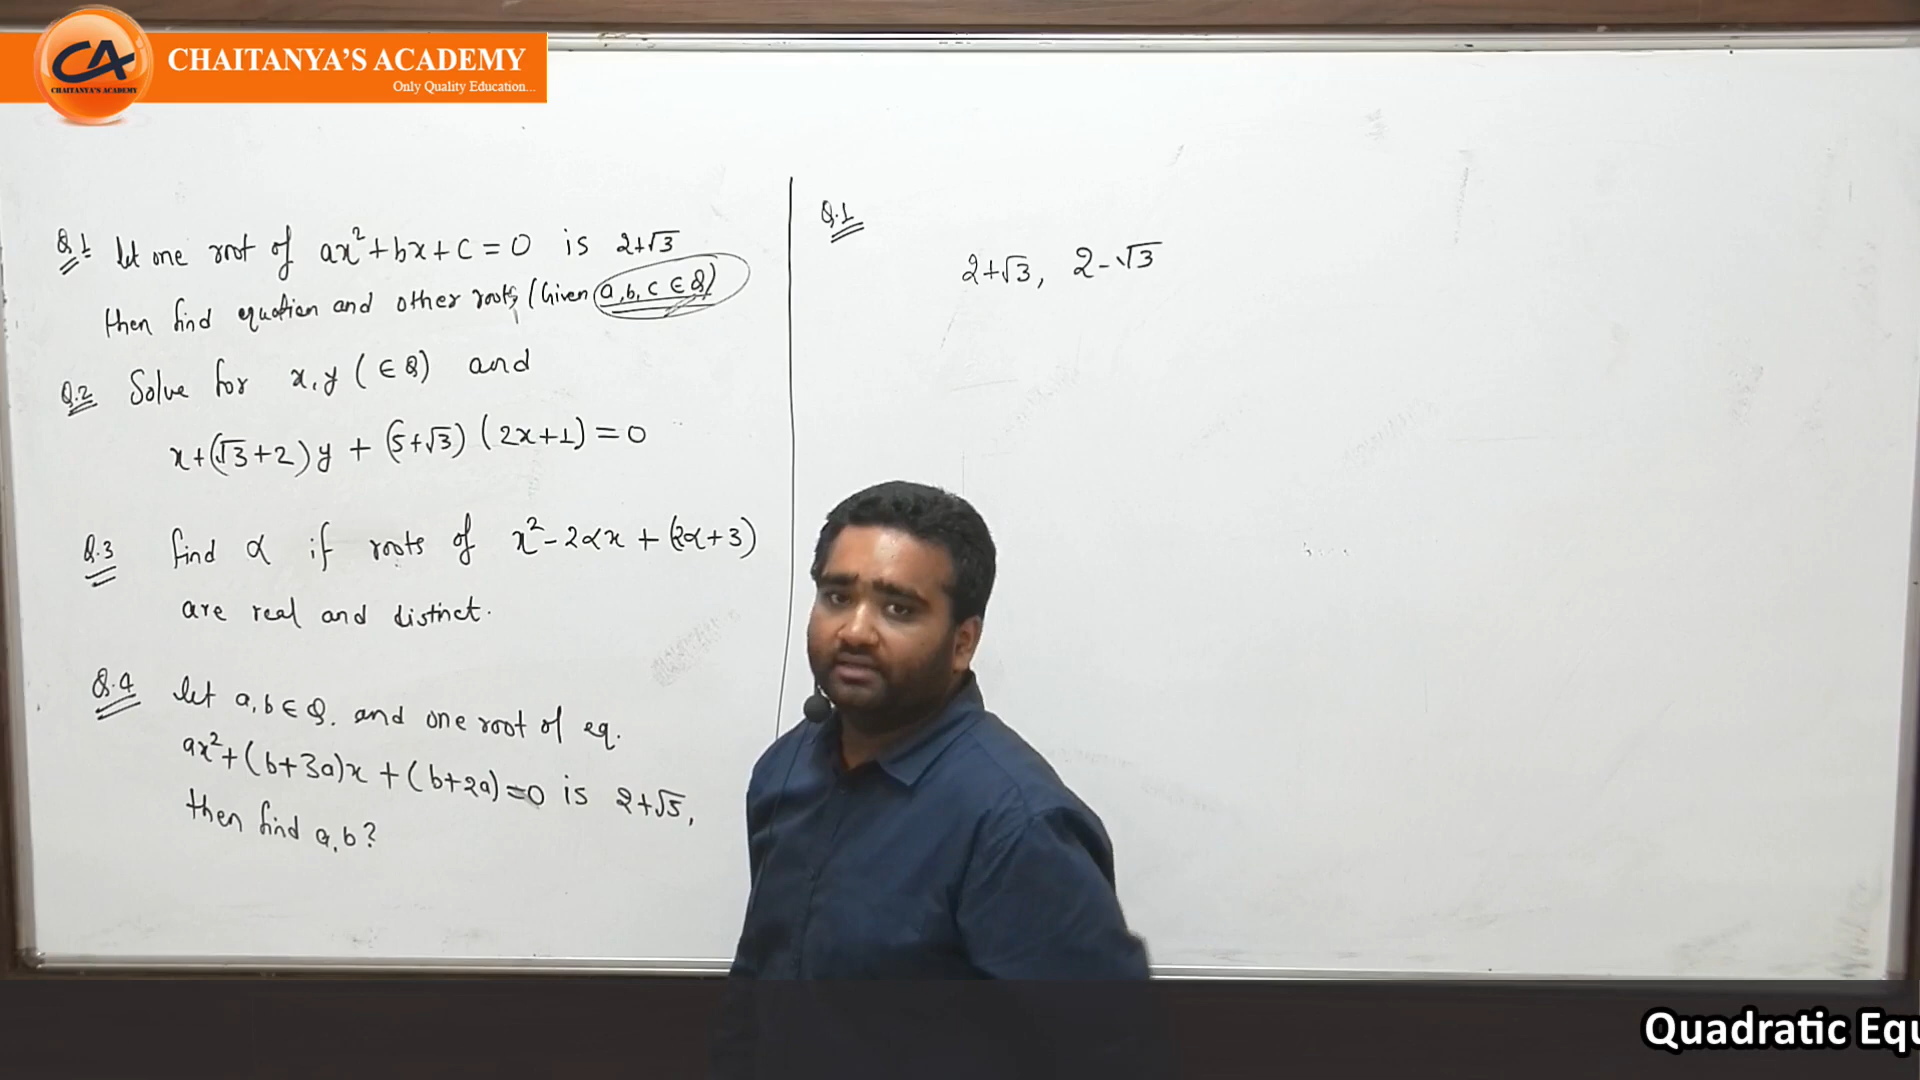 CA
CHAITANYA'S ACADEMY
CHAITANYA'S ACADEMY
Only Quality Education...
Q.1 let one root of ax²+bx+c=0 is 2+√3
then find equation and other roots, (Given a,b,c ∈ Q)
Q.2 Solve for x,y (∈Q) and
x+(√3+2)y + (5+√3) (2x+1)=0
Q.3 find α if roots of x²-2αx+(2α+3)
are real and distinct.
Q.4 let a,b∈Q. and one root of eq.
ax²+(b+3a)x+(b+2a)=0 is 2+√5,
then find a,b?
Q.1
2+√3, 2-√3
Quadratic Equ